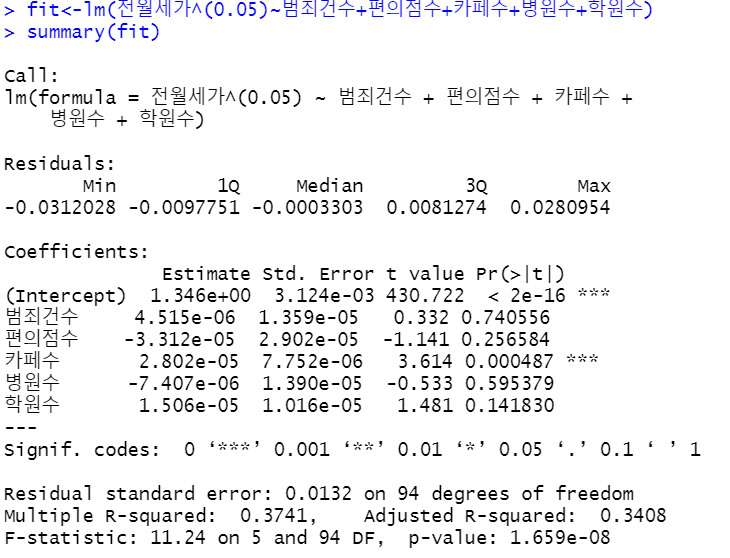 > fit<-lm(전월세가^(0.05)~범죄건수+편의점수+카페수+병원수+학원수)
> summary(fit)
Call:
lm(formula = 전월세가^(0.05) ~ 범죄건수 + 편의점수 + 카페수 +
    병원수 + 학원수)
Residuals:
       Min         1Q     Median         3Q        Max
-0.0312028 -0.0097751 -0.0003303  0.0081274  0.0280954
Coefficients:
              Estimate Std. Error t value Pr(>|t|)
(Intercept)  1.346e+00  3.124e-03 430.722  < 2e-16 ***
범죄건수     4.515e-06  1.359e-05   0.332 0.740556
편의점수    -3.312e-05  2.902e-05  -1.141 0.256584
카페수       2.802e-05  7.752e-06   3.614 0.000487 ***
병원수      -7.407e-06  1.390e-05  -0.533 0.595379
학원수       1.506e-05  1.016e-05   1.481 0.141830
---
Signif. codes:  0 ‘***’ 0.001 ‘**’ 0.01 ‘*’ 0.05 ‘.’ 0.1 ‘ ’ 1
Residual standard error: 0.0132 on 94 degrees of freedom
Multiple R-squared:  0.3741,    Adjusted R-squared:  0.3408
F-statistic: 11.24 on 5 and 94 DF,  p-value: 1.659e-08